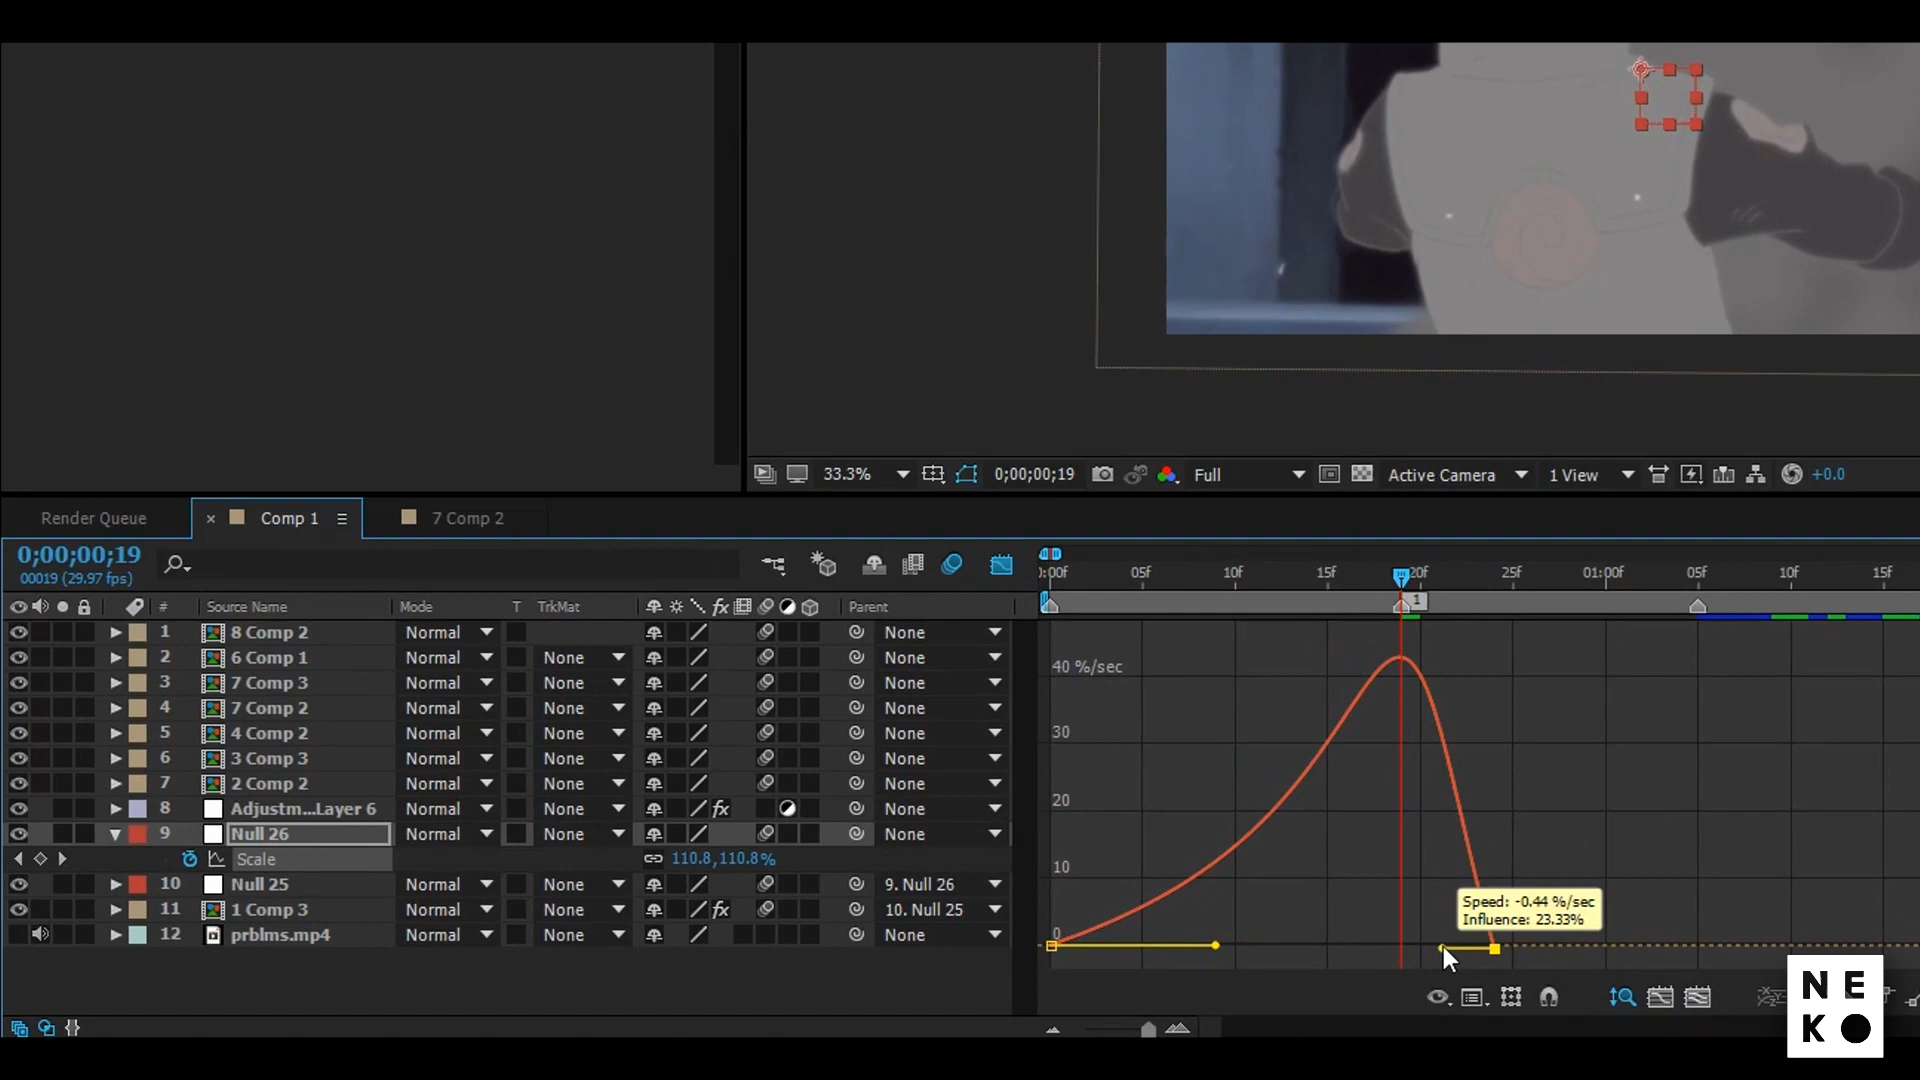 33.3%
0;00;00;19
Full
Active Camera
1 View
+0.0
Render Queue
× Comp 1
7 Comp 2
0;00;00;19
00019 (29.97 fps)
:00f 05f 10f 15f 20f 25f 01:00f 05f 10f 15f
# Source Name Mode T TrkMat fx Parent
1
1 8 Comp 2 Normal None
2 6 Comp 1 Normal None None
3 7 Comp 3 Normal None None
4 7 Comp 2 Normal None None
5 4 Comp 2 Normal None None
6 3 Comp 3 Normal None None
7 2 Comp 2 Normal None None
8 Adjustm...Layer 6 Normal None fx None
9 Null 26 Normal None None
Scale 110.8,110.8%
10 Null 25 Normal None 9. Null 26
11 1 Comp 3 Normal None fx 10. Null 25
12 prblms.mp4 Normal None None
40 %/sec
30
20
10
0
Speed: -0.44 %/sec
Influence: 23.33%
NE
KO